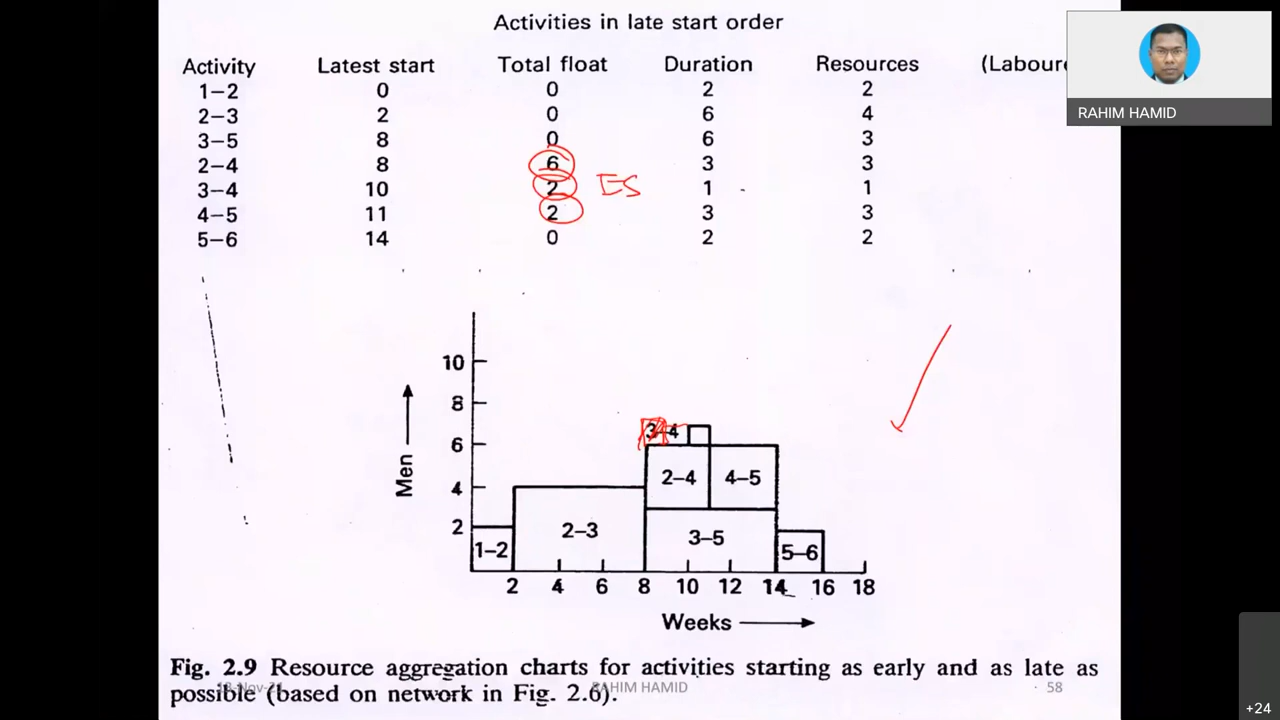 Activities in late start order
Activity Latest start Total float Duration Resources (Laboure
1–2 0 0 2 2
2–3 2 0 6 4
3–5 8 0 6 3
2–4 8 6 3 3
3–4 10 2 1 1
4–5 11 2 3 3
5–6 14 0 2 2
ES
RAHIM HAMID
10
8
6
4
2
Men
3–4
2–4 4–5
2–3
3–5
1–2
5–6
2 4 6 8 10 12 14 16 18
Weeks
Fig. 2.9 Resource aggregation charts for activities starting as early and as late as
possible (based on network in Fig. 2.6).
RAHIM HAMID
58
+24